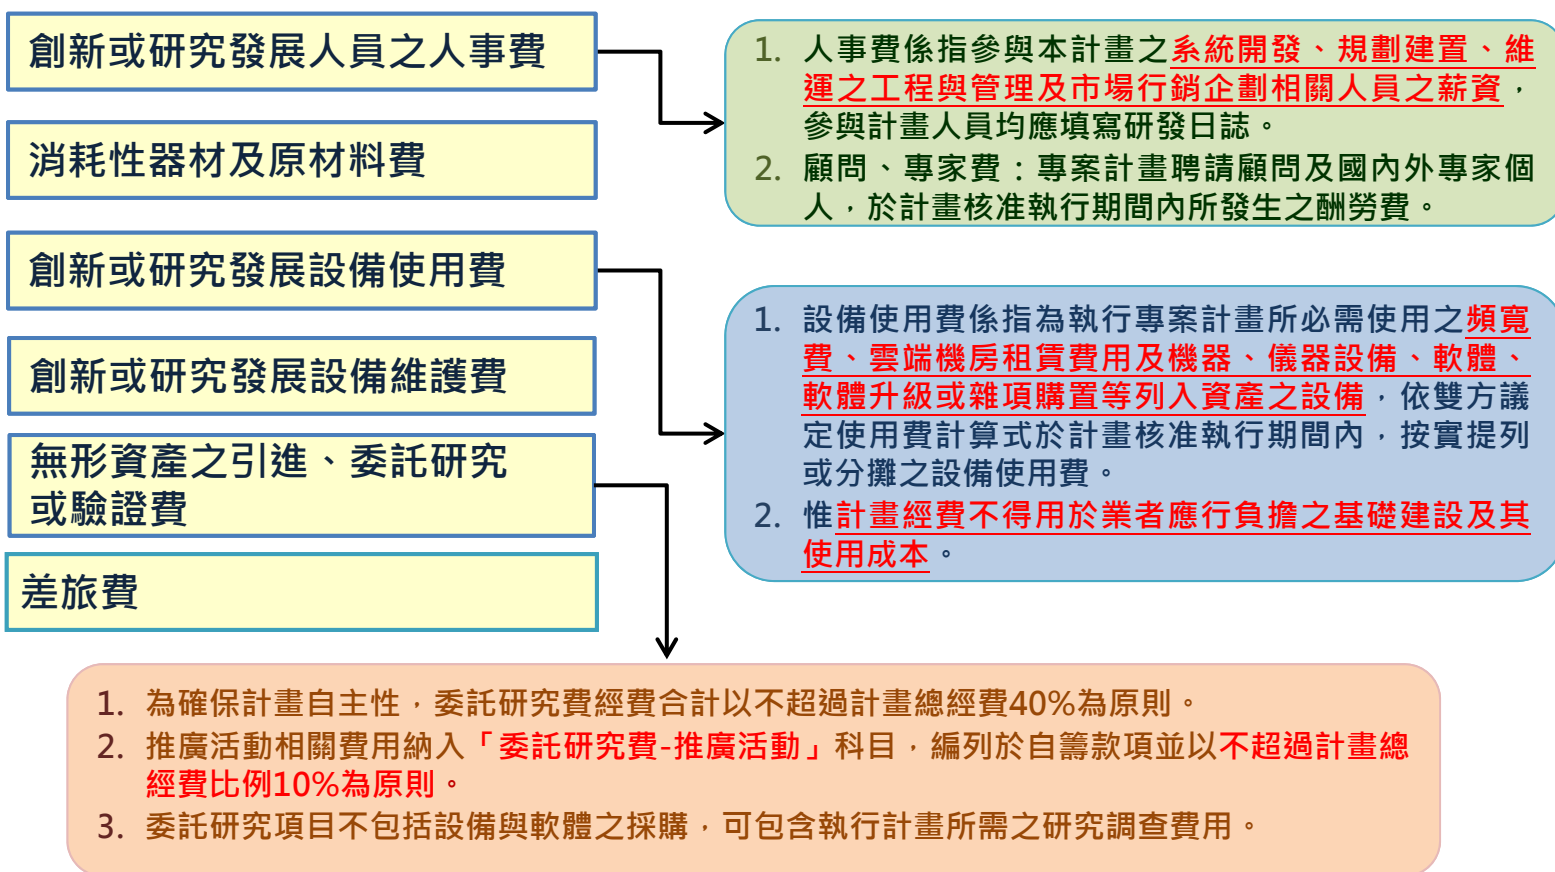 創新或研究發展人員之人事費
消耗性器材及原材料費
創新或研究發展設備使用費
創新或研究發展設備維護費
無形資產之引進、委託研究
或驗證費
差旅費
1. 人事費係指參與本計畫之系統開發、規劃建置、維
運之工程與管理及市場行銷企劃相關人員之薪資，
參與計畫人員均應填寫研發日誌。
2. 顧問、專家費：專案計畫聘請顧問及國內外專家個
人，於計畫核准執行期間內所發生之酬勞費。
1. 設備使用費係指為執行專案計畫所必需使用之頻寬
費、雲端機房租賃費用及機器、儀器設備、軟體、
軟體升級或雜項購置等列入資產之設備，依雙方議
定使用費計算式於計畫核准執行期間內，按實提列
或分攤之設備使用費。
2. 惟計畫經費不得用於業者應行負擔之基礎建設及其
使用成本。
1. 為確保計畫自主性，委託研究費經費合計以不超過計畫總經費40%為原則。
2. 推廣活動相關費用納入「委託研究費-推廣活動」科目，編列於自籌款項並以不超過計畫總
經費比例10%為原則。
3. 委託研究項目不包括設備與軟體之採購，可包含執行計畫所需之研究調查費用。